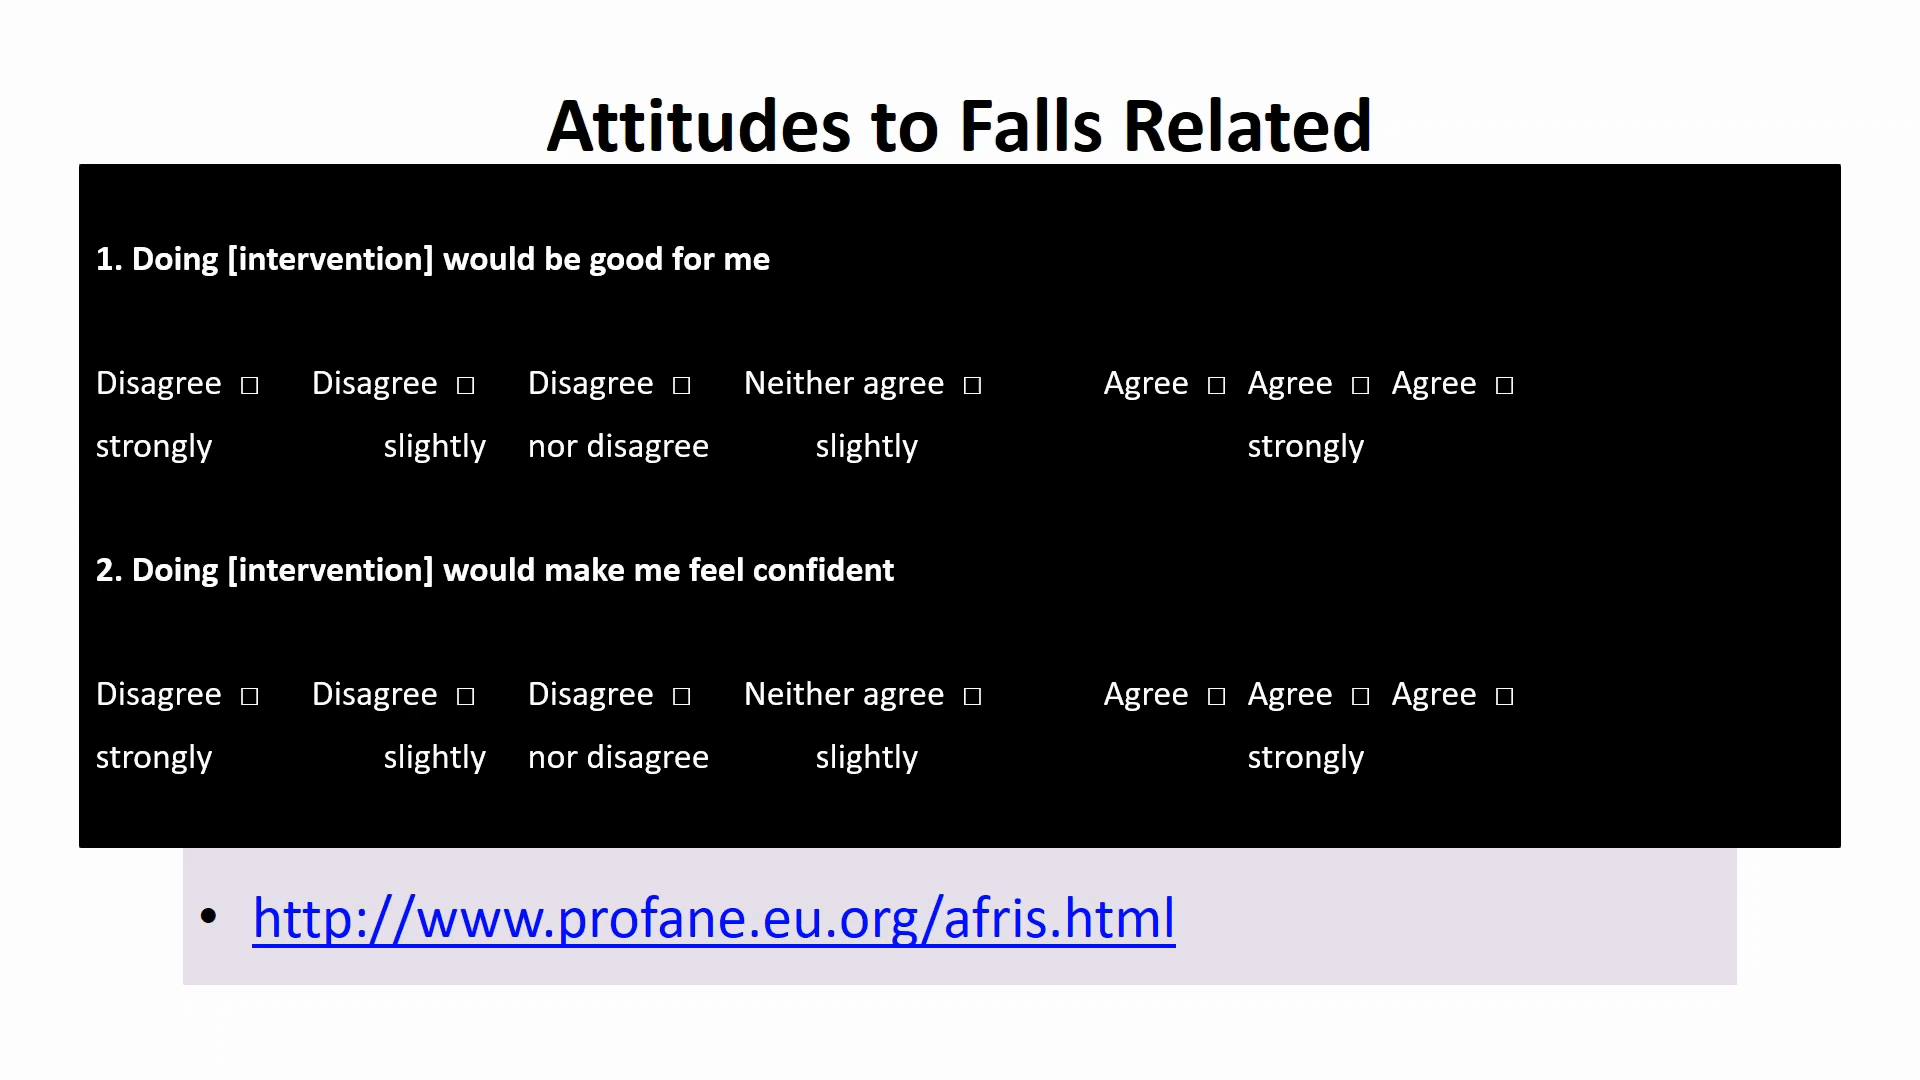 Attitudes to Falls Related
1. Doing [intervention] would be good for me
Disagree □ Disagree □ Disagree □ Neither agree □ Agree □ Agree □ Agree □
strongly slightly nor disagree slightly strongly
2. Doing [intervention] would make me feel confident
Disagree □ Disagree □ Disagree □ Neither agree □ Agree □ Agree □ Agree □
strongly slightly nor disagree slightly strongly
• http://www.profane.eu.org/afris.html